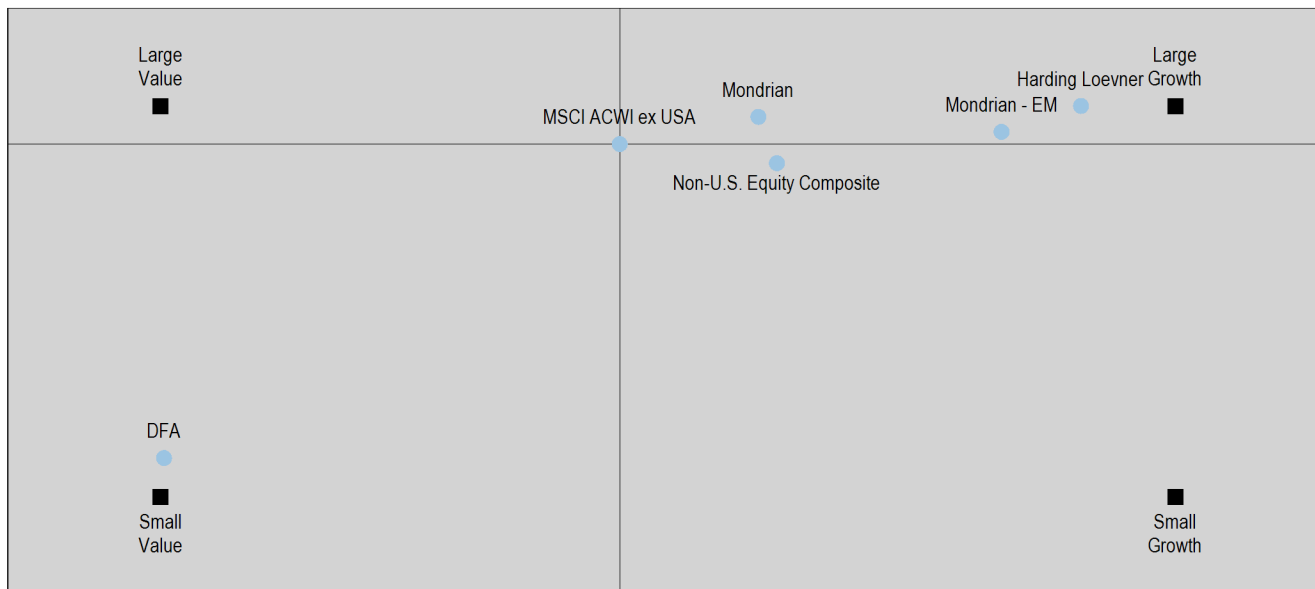 Large
Value
Large
Growth
Harding Loevner
Mondrian
Mondrian - EM
MSCI ACWI ex USA
Non-U.S. Equity Composite
DFA
Small
Value
Small
Growth